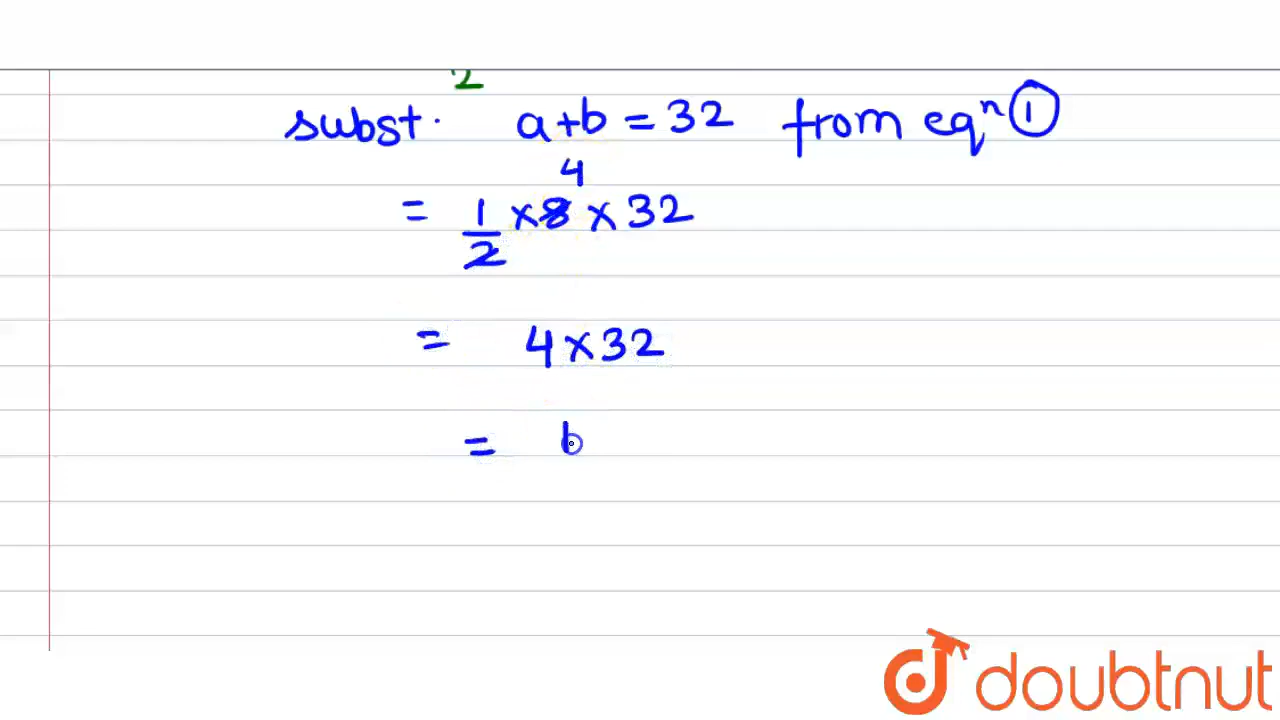 2
subst. a+b = 32 from eqⁿ ①
4
= 1/2 × 8 × 32
= 4 × 32
=
doubtnut